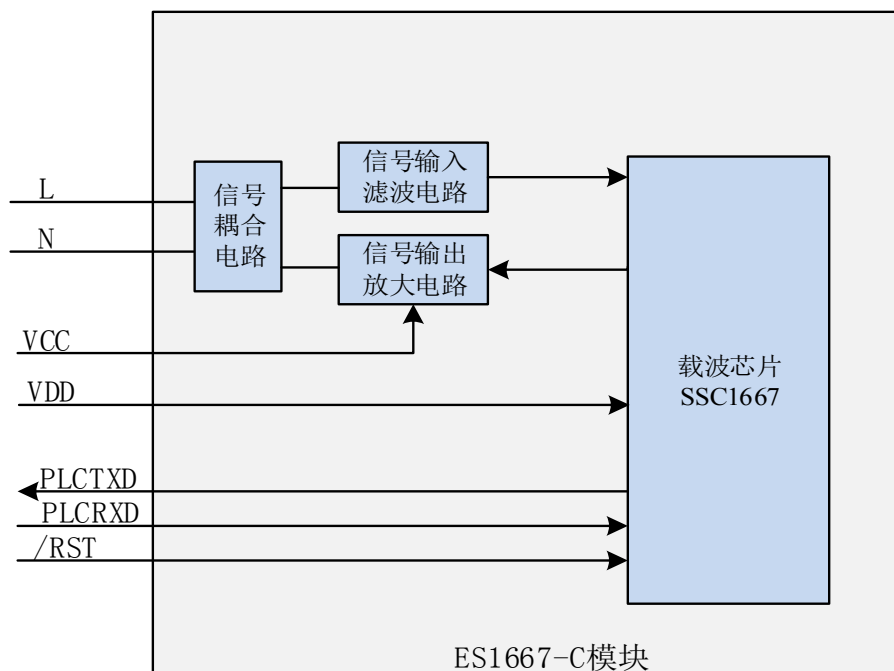 信号输入
滤波电路
信号
耦合
电路
L
N
信号输出
放大电路
VCC
VDD
载波芯片
SSC1667
PLCTXD
PLCRXD
/RST
ES1667-C模块